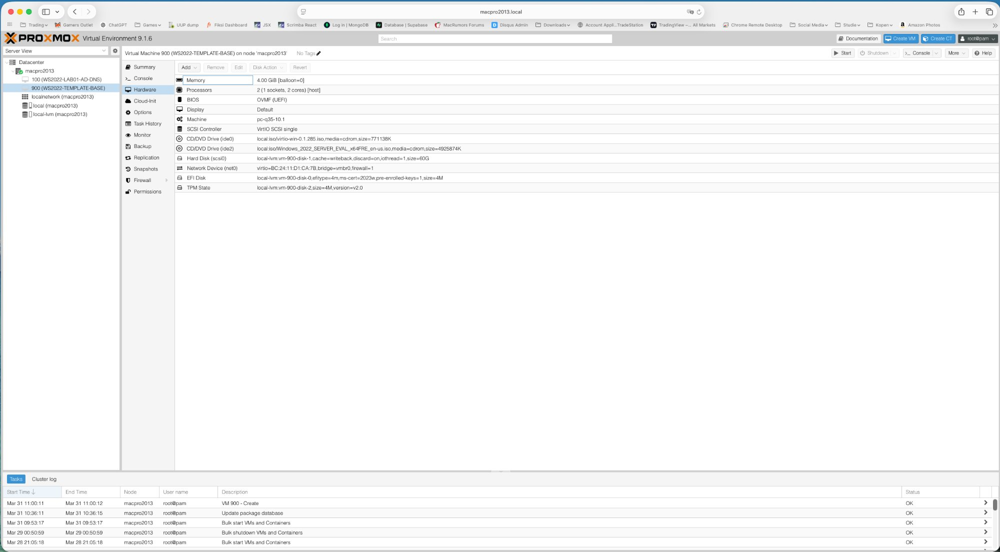 macpro2013.local
Trading Gamers Outlet ChatGPT Games UUP dump Fiksi Dashboard JSX Scrimba React Log in | MongoDB Database | Supabase MacRumors Forums Disqus Admin Downloads Account Appli...TradeStation TradingView –... All Markets Chrome Remote Desktop Social Media Studie Kopen Amazon Photos
PROXMOX Virtual Environment 9.1.6 Search Documentation Create VM Create CT root@pam
Server View Virtual Machine 900 (WS2022-TEMPLATE-BASE) on node 'macpro2013' No Tags Start Shutdown Console More Help
Datacenter
macpro2013
100 (WS2022-LAB01-AD-DNS)
900 (WS2022-TEMPLATE-BASE)
localnetwork (macpro2013)
local (macpro2013)
local-lvm (macpro2013)
Summary
Console
Hardware
Cloud-Init
Options
Task History
Monitor
Backup
Replication
Snapshots
Firewall
Permissions
Add Remove Edit Disk Action Revert
Memory 4.00 GiB [balloon=0]
Processors 2 (1 sockets, 2 cores) [host]
BIOS OVMF (UEFI)
Display Default
Machine pc-q35-10.1
SCSI Controller VirtIO SCSI single
CD/DVD Drive (ide0) local:iso/virtio-win-0.1.285.iso,media=cdrom,size=771138K
CD/DVD Drive (ide2) local:iso/Windows_2022_SERVER_EVAL_x64FRE_en-us.iso,media=cdrom,size=4925874K
Hard Disk (scsi0) local-lvm:vm-900-disk-1,cache=writeback,discard=on,iothread=1,size=60G
Network Device (net0) virtio=BC:24:11:D1:CA:7B,bridge=vmbr0,firewall=1
EFI Disk local-lvm:vm-900-disk-0,efitype=4m,ms-cert=2023w,pre-enrolled-keys=1,size=4M
TPM State local-lvm:vm-900-disk-2,size=4M,version=v2.0
Tasks Cluster log
Start Time End Time Node User name Description Status
Mar 31 11:00:11 Mar 31 11:00:12 macpro2013 root@pam VM 900 - Create OK
Mar 31 10:36:11 Mar 31 10:36:15 macpro2013 root@pam Update package database OK
Mar 31 09:53:17 Mar 31 09:53:17 macpro2013 root@pam Bulk start VMs and Containers OK
Mar 29 00:50:59 Mar 29 00:50:59 macpro2013 root@pam Bulk shutdown VMs and Containers OK
Mar 28 21:05:18 Mar 28 21:05:18 macpro2013 root@pam Bulk start VMs and Containers OK